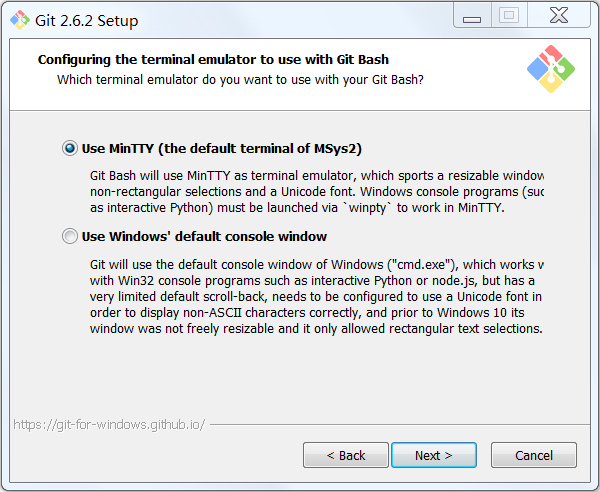 Git 2.6.2 Setup
Configuring the terminal emulator to use with Git Bash
Which terminal emulator do you want to use with your Git Bash?
Use MinTTY (the default terminal of MSys2)
Git Bash will use MinTTY as terminal emulator, which sports a resizable window
non-rectangular selections and a Unicode font. Windows console programs (suc
as interactive Python) must be launched via `winpty` to work in MinTTY.
Use Windows' default console window
Git will use the default console window of Windows ("cmd.exe"), which works w
with Win32 console programs such as interactive Python or node.js, but has a
very limited default scroll-back, needs to be configured to use a Unicode font in
order to display non-ASCII characters correctly, and prior to Windows 10 its
window was not freely resizable and it only allowed rectangular text selections.
https://git-for-windows.github.io/
< Back Next > Cancel